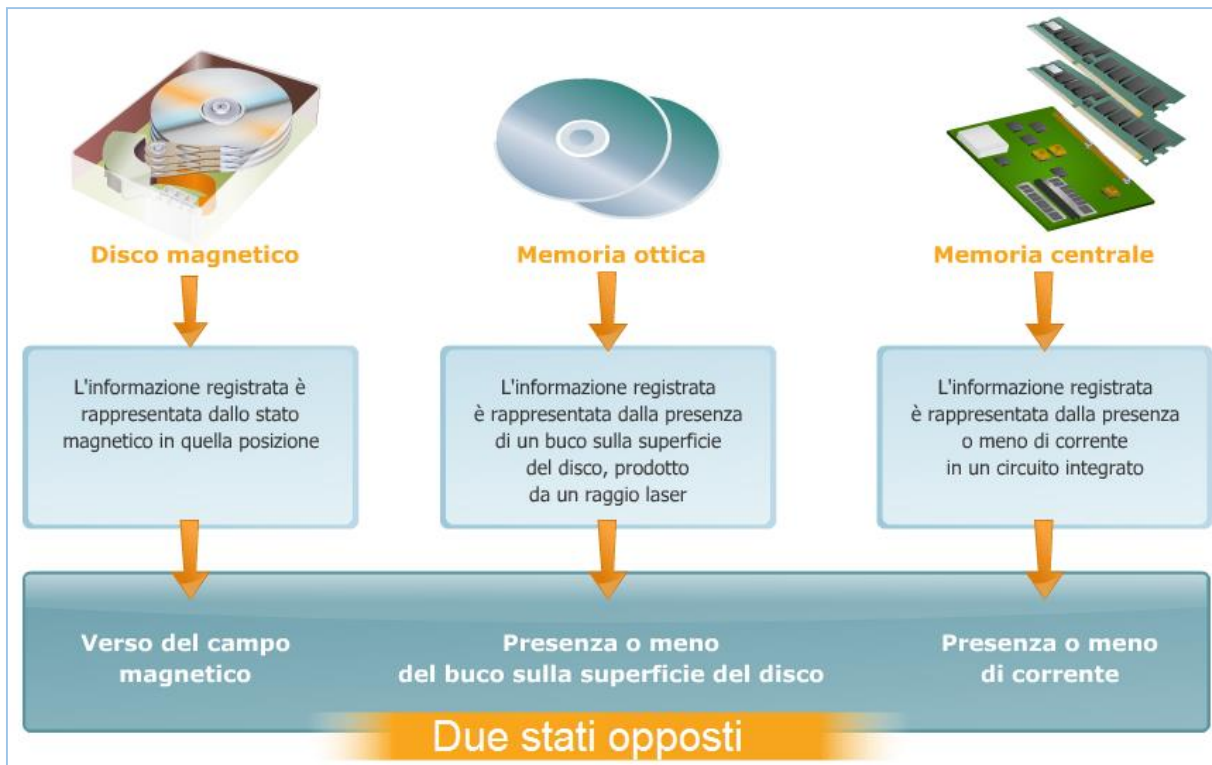 Disco magnetico
Memoria ottica
Memoria centrale
L'informazione registrata è
rappresentata dallo stato
magnetico in quella posizione
L'informazione registrata
è rappresentata dalla presenza
di un buco sulla superficie
del disco, prodotto
da un raggio laser
L'informazione registrata
è rappresentata dalla presenza
o meno di corrente
in un circuito integrato
Verso del campo
magnetico
Presenza o meno
del buco sulla superficie del disco
Presenza o meno
di corrente
Due stati opposti